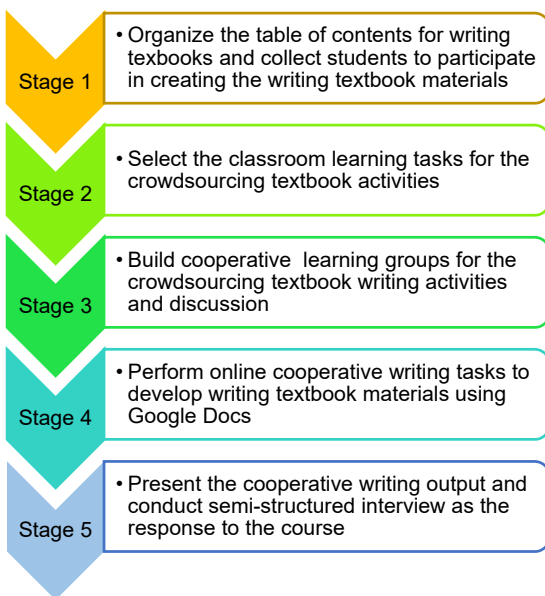 Stage 1
• Organize the table of contents for writing
texbooks and collect students to participate
in creating the writing textbook materials
Stage 2
• Select the classroom learning tasks for the
crowdsourcing textbook activities
Stage 3
• Build cooperative learning groups for the
crowdsourcing textbook writing activities
and discussion
Stage 4
• Perform online cooperative writing tasks to
develop writing textbook materials using
Google Docs
Stage 5
• Present the cooperative writing output and
conduct semi-structured interview as the
response to the course